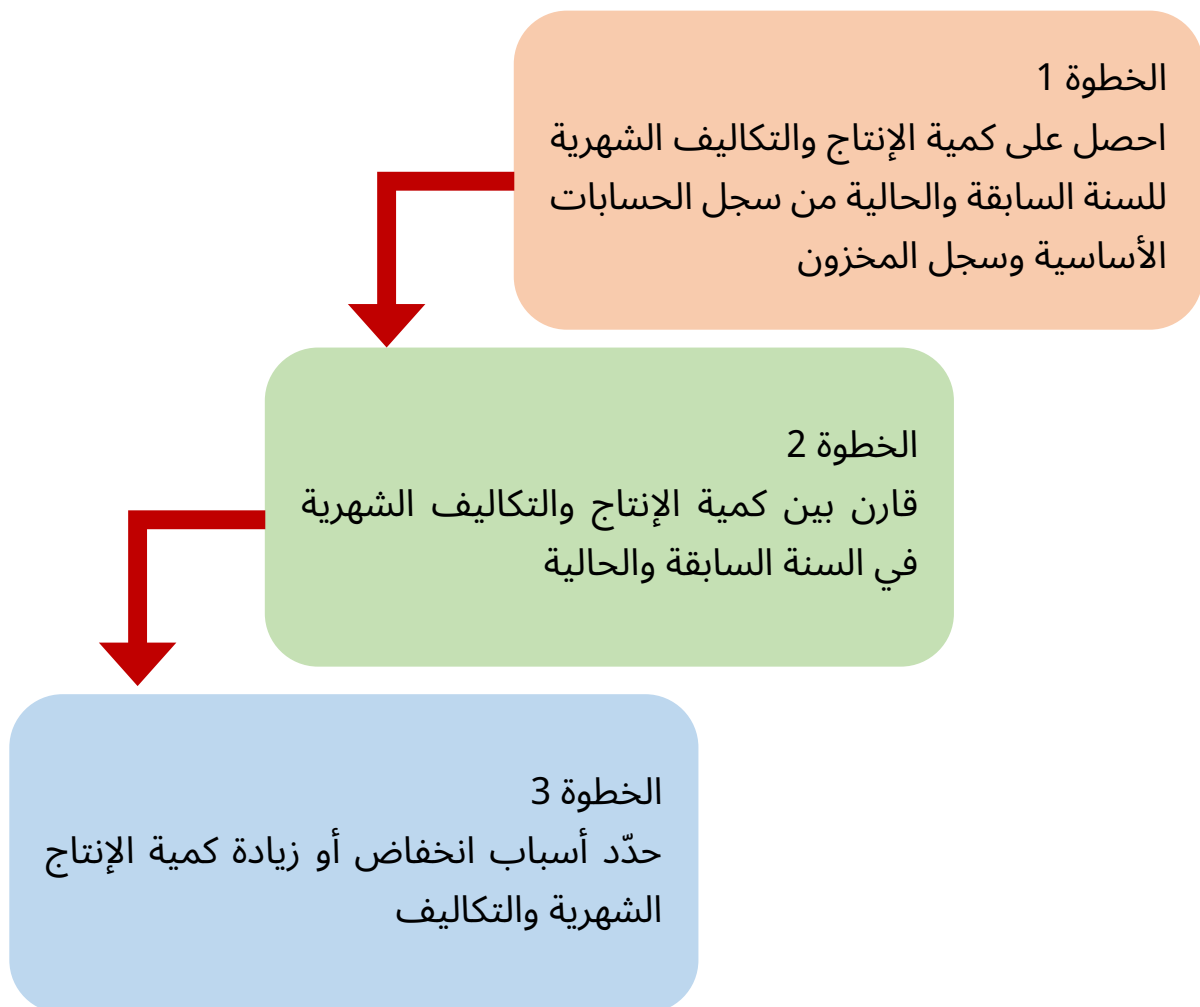 الخطوة 1
احصل على كمية الإنتاج والتكاليف الشهرية
للسنة السابقة والحالية من سجل الحسابات
الأساسية وسجل المخزون
الخطوة 2
قارن بين كمية الإنتاج والتكاليف الشهرية
في السنة السابقة والحالية
الخطوة 3
حدّد أسباب انخفاض أو زيادة كمية الإنتاج
الشهرية والتكاليف